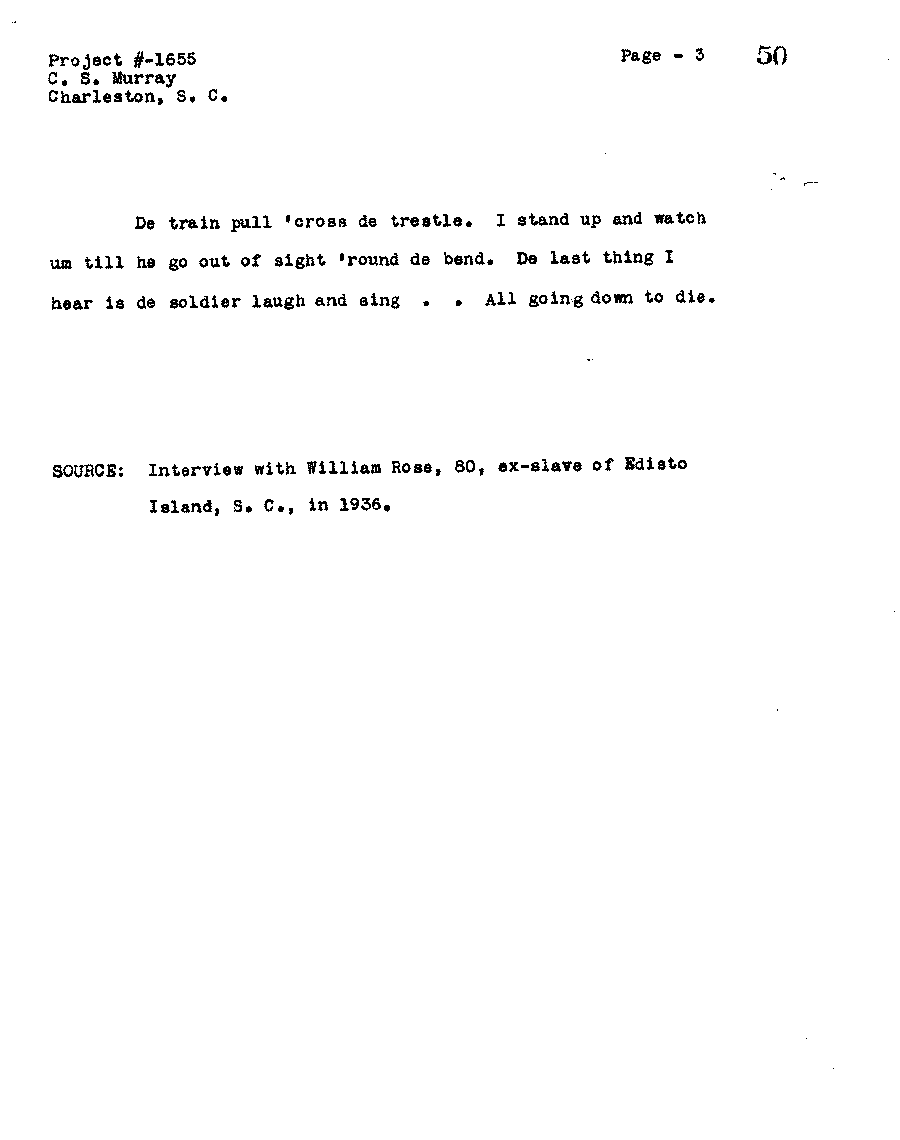 Project #-1655
Page - 3 50
C. S. Murray
Charleston, S. C.
De train pull 'cross de trestle. I stand up and watch
um till he go out of sight 'round de bend. De last thing I
hear is de soldier laugh and sing . . All going down to die.
SOURCE: Interview with William Rose, 80, ex-slave of Edisto
Island, S. C., in 1936.